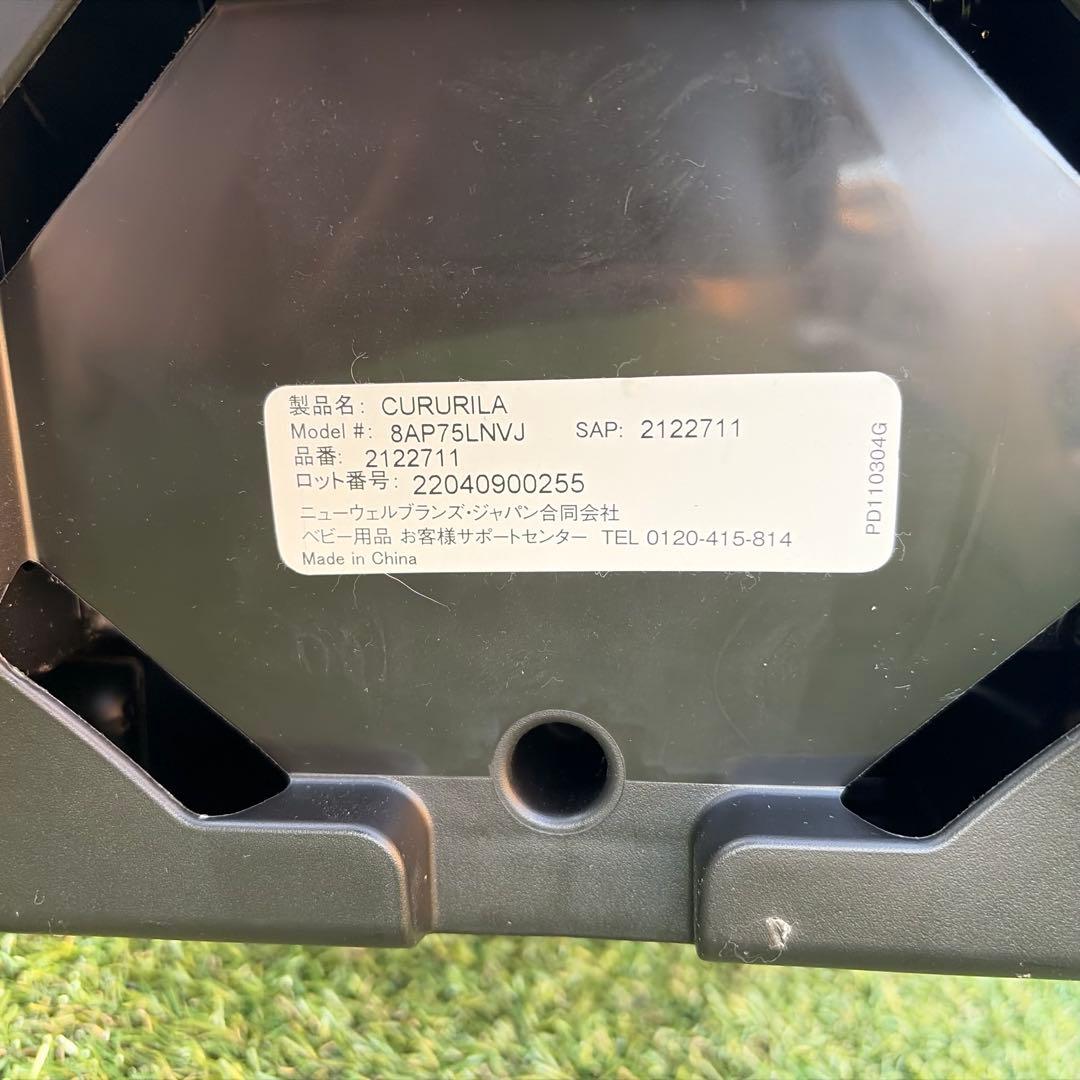 製品名: CURURILA
Model #: 8AP75LNVJ SAP: 2122711
品番: 2122711
ロット番号: 22040900255
ニューウェルブランズ・ジャパン合同会社
ベビー用品 お客様サポートセンター TEL 0120-415-814
Made in China
PD110304G